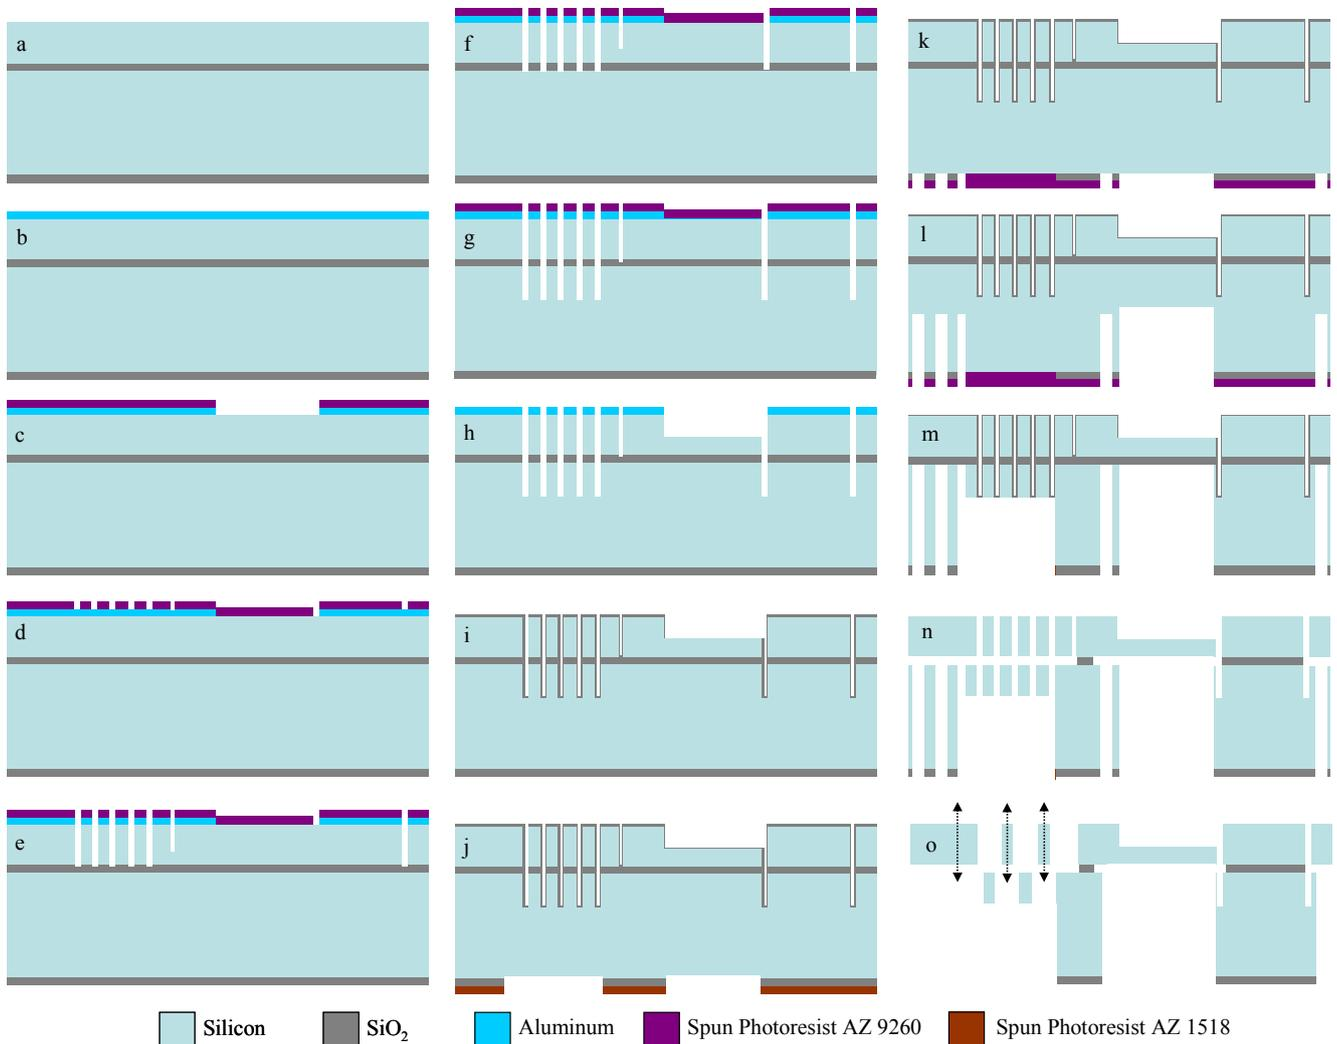 a
b
c
d
e
f
g
h
i
j
k
l
m
n
o
Silicon
SiO₂
Aluminum
Spun Photoresist AZ 9260
Spun Photoresist AZ 1518